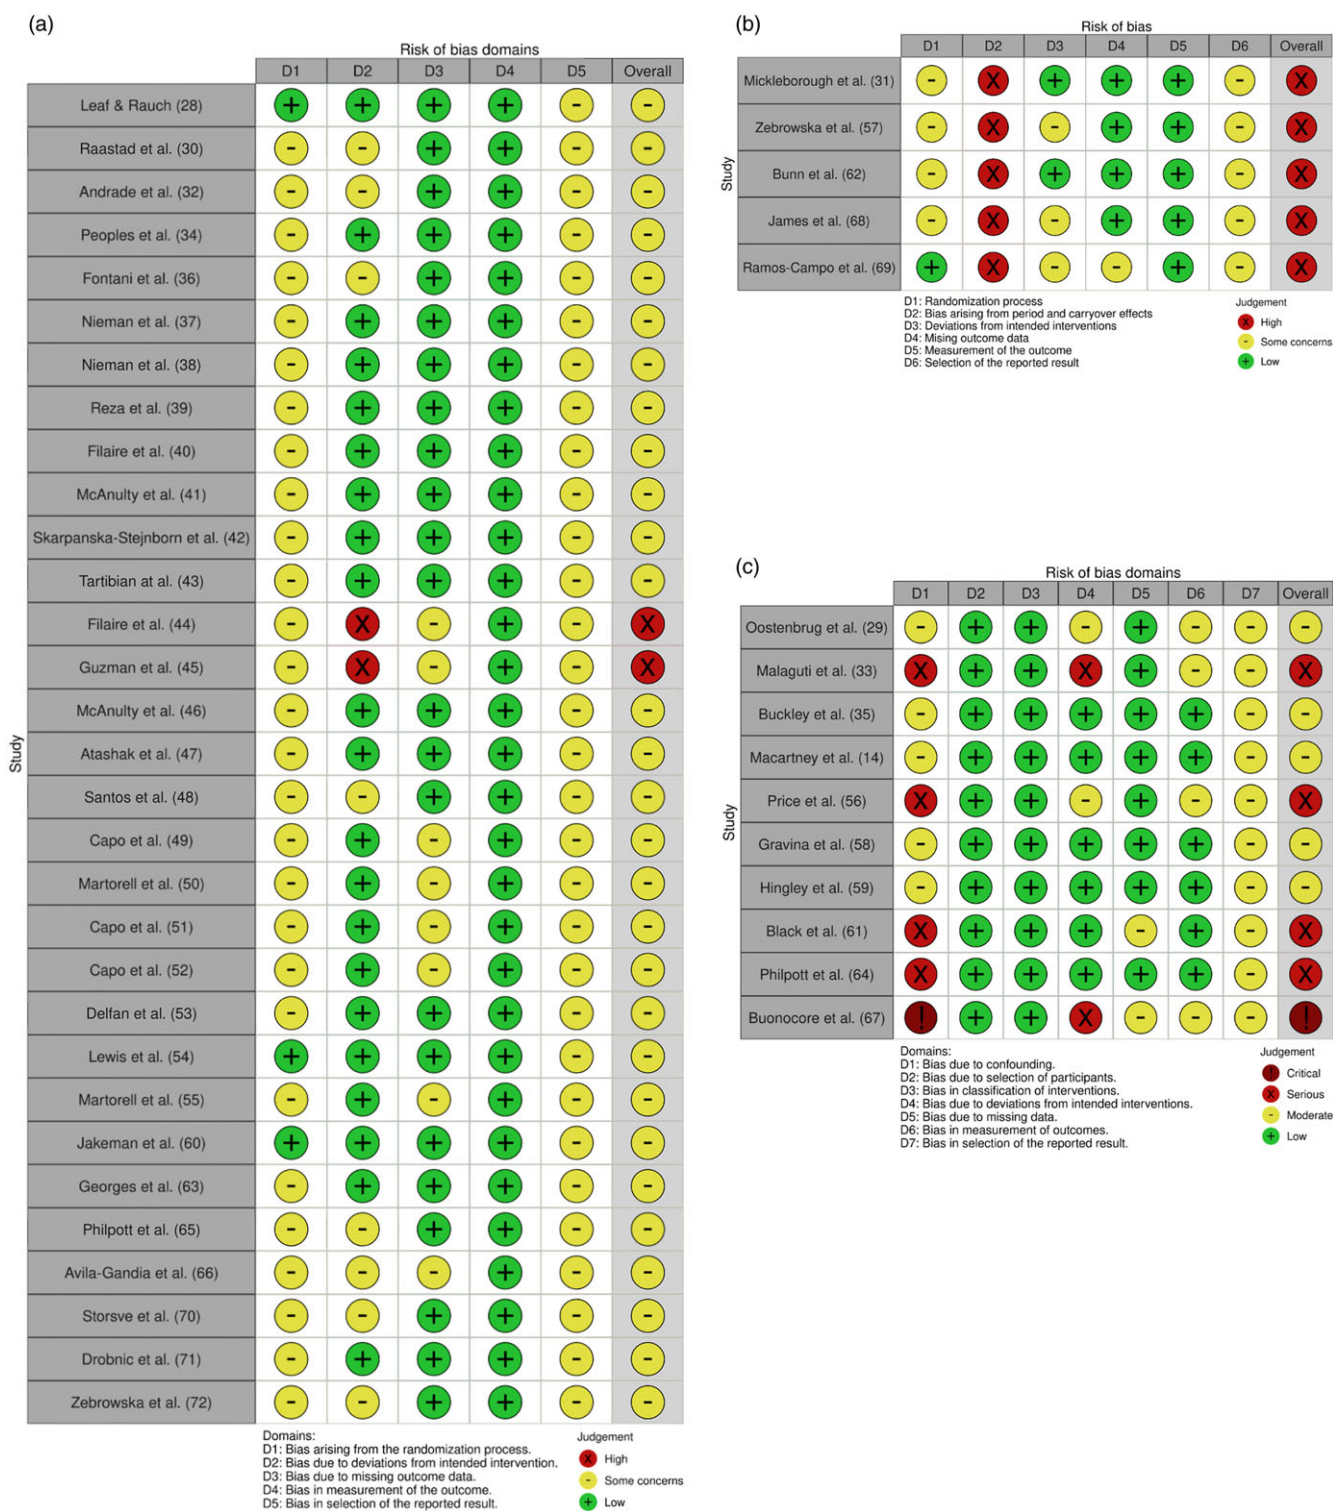 (a)
Risk of bias domains
D1 D2 D3 D4 D5 Overall
Study
Leaf & Rauch (28) + + + + - -
Raastad et al. (30) - - + + - -
Andrade et al. (32) - - + + - -
Peoples et al. (34) - + + + - -
Fontani et al. (36) - - + + - -
Nieman et al. (37) - + + + - -
Nieman et al. (38) - + + + - -
Reza et al. (39) - + + + - -
Filaire et al. (40) - + + + - -
McAnulty et al. (41) - + + + - -
Skarpanska-Stejnborn et al. (42) - + + + - -
Tartibian at al. (43) - + + + - -
Filaire et al. (44) - X - + - X
Guzman et al. (45) - X - + - X
McAnulty et al. (46) - + + + - -
Atashak et al. (47) - + + + - -
Santos et al. (48) - - + + - -
Capo et al. (49) - + - + - -
Martorell et al. (50) - + - + - -
Capo et al. (51) - + - + - -
Capo et al. (52) - + - + - -
Delfan et al. (53) - + + + - -
Lewis et al. (54) + + + + - -
Martorell et al. (55) - + - + - -
Jakeman et al. (60) + + + + - -
Georges et al. (63) - + + + - -
Philpott et al. (65) - - + + - -
Avila-Gandia et al. (66) - - - + - -
Storsve et al. (70) - - + + - -
Drobnic et al. (71) - + + + - -
Zebrowska et al. (72) - - + + - -
Domains:
D1: Bias arising from the randomization process.
D2: Bias due to deviations from intended intervention.
D3: Bias due to missing outcome data.
D4: Bias in measurement of the outcome.
D5: Bias in selection of the reported result.
Judgement
X High
- Some concerns
+ Low
(b)
Risk of bias
D1 D2 D3 D4 D5 D6 Overall
Study
Mickleborough et al. (31) - X + + + - X
Zebrowska et al. (57) - X - + + - X
Bunn et al. (62) - X + + + - X
James et al. (68) - X - + + - X
Ramos-Campo et al. (69) + X - - + - X
D1: Randomization process
D2: Bias arising from period and carryover effects
D3: Deviations from intended interventions
D4: Mising outcome data
D5: Measurement of the outcome
D6: Selection of the reported result
Judgement
X High
- Some concerns
+ Low
(c)
Risk of bias domains
D1 D2 D3 D4 D5 D6 D7 Overall
Study
Oostenbrug et al. (29) - + + - + - - -
Malaguti et al. (33) X + + X + - - X
Buckley et al. (35) - + + + + + - -
Macartney et al. (14) - + + + + + - -
Price et al. (56) X + + - + - - X
Gravina et al. (58) - + + + + + - -
Hingley et al. (59) - + + + + + - -
Black et al. (61) X + + + - + - X
Philpott et al. (64) X + + + + + - X
Buonocore et al. (67) ! + + X - - - !
Domains:
D1: Bias due to confounding.
D2: Bias due to selection of participants.
D3: Bias in classification of interventions.
D4: Bias due to deviations from intended interventions.
D5: Bias due to missing data.
D6: Bias in measurement of outcomes.
D7: Bias in selection of the reported result.
Judgement
! Critical
X Serious
- Moderate
+ Low